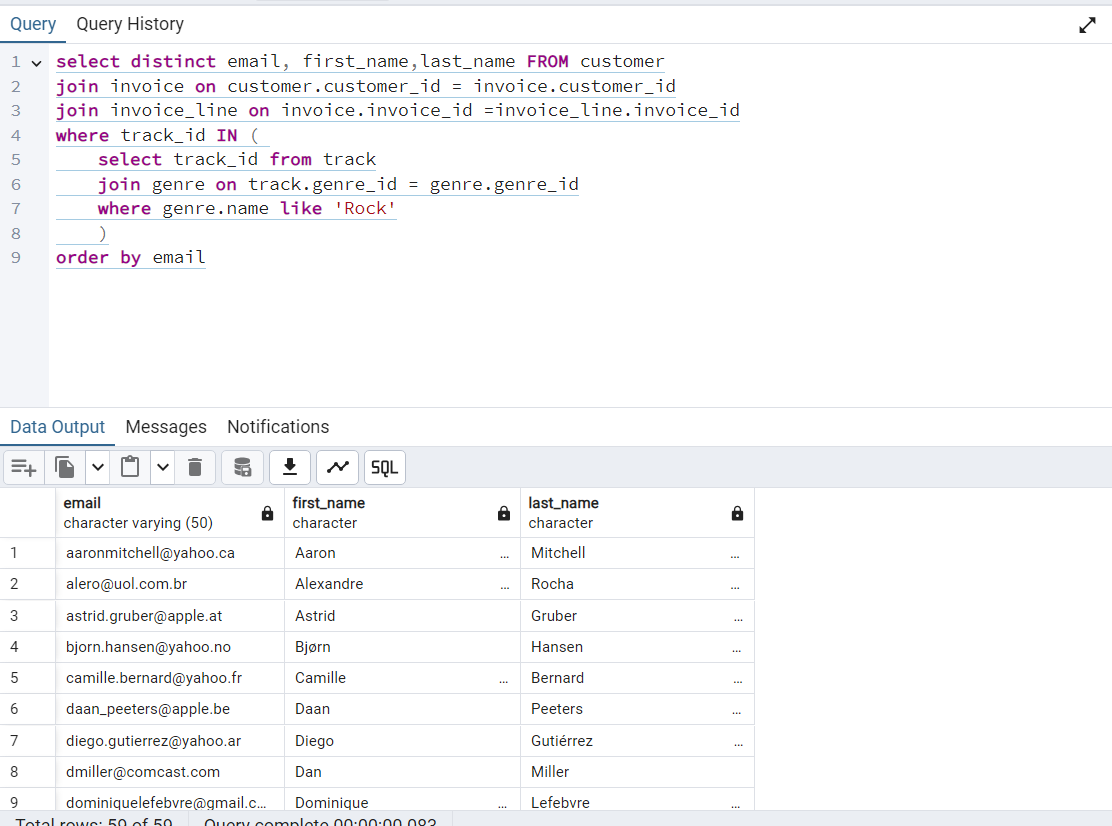 Query Query History
1 select distinct email, first_name,last_name FROM customer
2 join invoice on customer.customer_id = invoice.customer_id
3 join invoice_line on invoice.invoice_id =invoice_line.invoice_id
4 where track_id IN (
5 select track_id from track
6 join genre on track.genre_id = genre.genre_id
7 where genre.name like 'Rock'
8 )
9 order by email
Data Output Messages Notifications
SQL
email first_name last_name
character varying (50) character character
1 aaronmitchell@yahoo.ca Aaron ... Mitchell ...
2 alero@uol.com.br Alexandre ... Rocha ...
3 astrid.gruber@apple.at Astrid Gruber ...
4 bjorn.hansen@yahoo.no Bjørn Hansen ...
5 camille.bernard@yahoo.fr Camille ... Bernard ...
6 daan_peeters@apple.be Daan Peeters ...
7 diego.gutierrez@yahoo.ar Diego Gutiérrez ...
8 dmiller@comcast.com Dan Miller
9 dominiquelefebvre@gmail.c... Dominique ... Lefebvre ...
Total rows: 59 of 59 Query complete 00:00:00.083